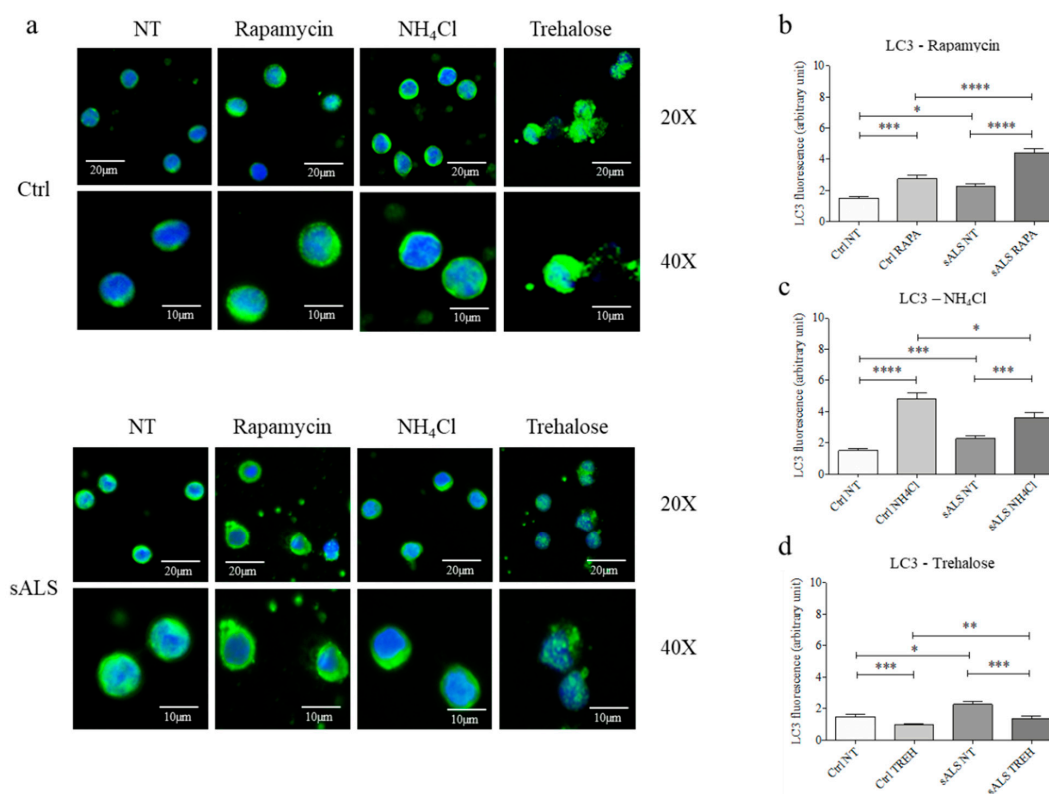 a
NT Rapamycin NH₄Cl Trehalose
Ctrl
20µm 20µm 20µm 20µm
20X
10µm 10µm 10µm 10µm
40X
NT Rapamycin NH₄Cl Trehalose
sALS
20µm 20µm 20µm 20µm
20X
10µm 10µm 10µm 10µm
40X
b
LC3 - Rapamycin
LC3 fluorescence (arbitrary unit)
10
8
6
4
2
0
****
*
***
****
Ctrl NT
Ctrl RAPA
sALS NT
sALS RAPA
c
LC3 – NH₄Cl
LC3 fluorescence (arbitrary unit)
10
8
6
4
2
0
*
***
****
***
Ctrl NT
Ctrl NH4Cl
sALS NT
sALS NH4Cl
d
LC3 - Trehalose
LC3 fluorescence (arbitrary unit)
10
8
6
4
2
0
**
*
***
***
Ctrl NT
Ctrl TREH
sALS NT
sALS TREH